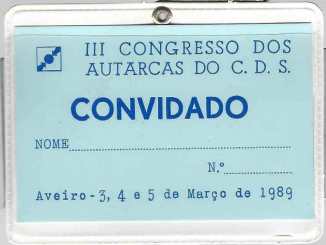 III CONGRESSO DOS
AUTARCAS DO C. D. S.
CONVIDADO
NOME
N.º
Aveiro - 3, 4 e 5 de Março de 1989